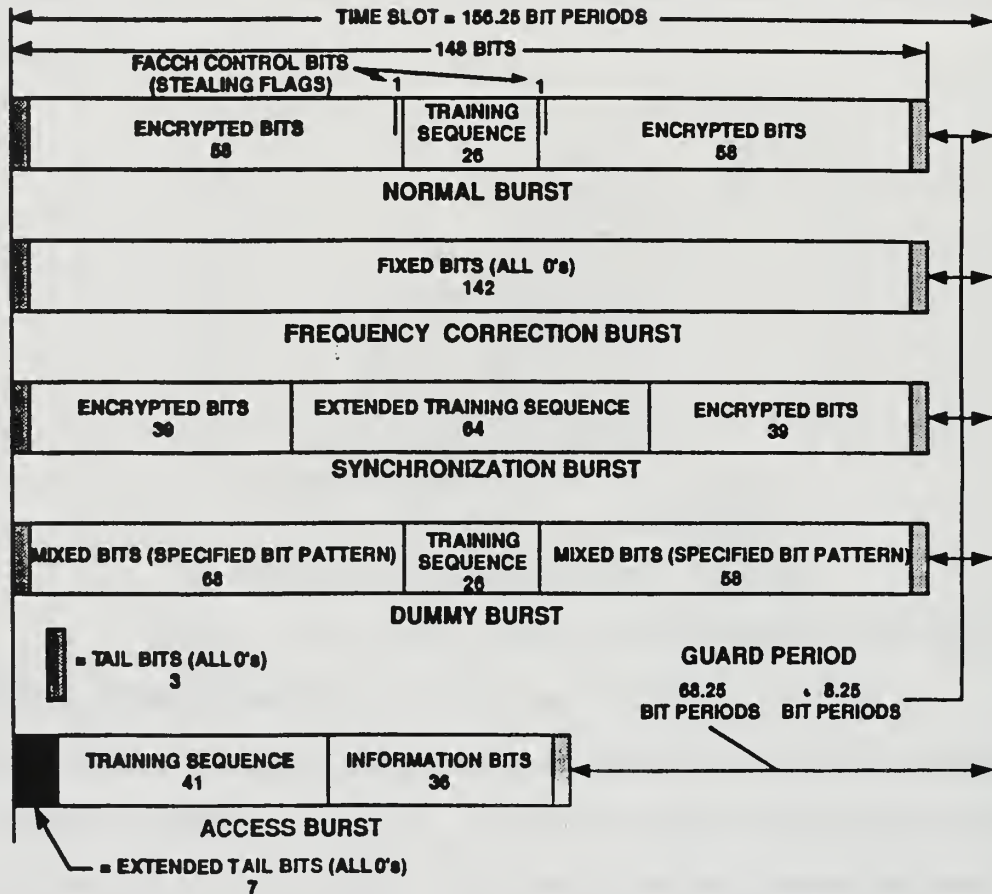 TIME SLOT = 156.25 BIT PERIODS
148 BITS
FACCH CONTROL BITS
(STEALING FLAGS)
1
1
ENCRYPTED BITS
58
TRAINING
SEQUENCE
26
ENCRYPTED BITS
58
NORMAL BURST
FIXED BITS (ALL 0's)
142
FREQUENCY CORRECTION BURST
ENCRYPTED BITS
39
EXTENDED TRAINING SEQUENCE
64
ENCRYPTED BITS
39
SYNCHRONIZATION BURST
MIXED BITS (SPECIFIED BIT PATTERN)
68
TRAINING
SEQUENCE
26
MIXED BITS (SPECIFIED BIT PATTERN)
58
DUMMY BURST
= TAIL BITS (ALL 0's)
3
GUARD PERIOD
68.25
BIT PERIODS
8.25
BIT PERIODS
TRAINING SEQUENCE
41
INFORMATION BITS
36
ACCESS BURST
= EXTENDED TAIL BITS (ALL 0's)
7